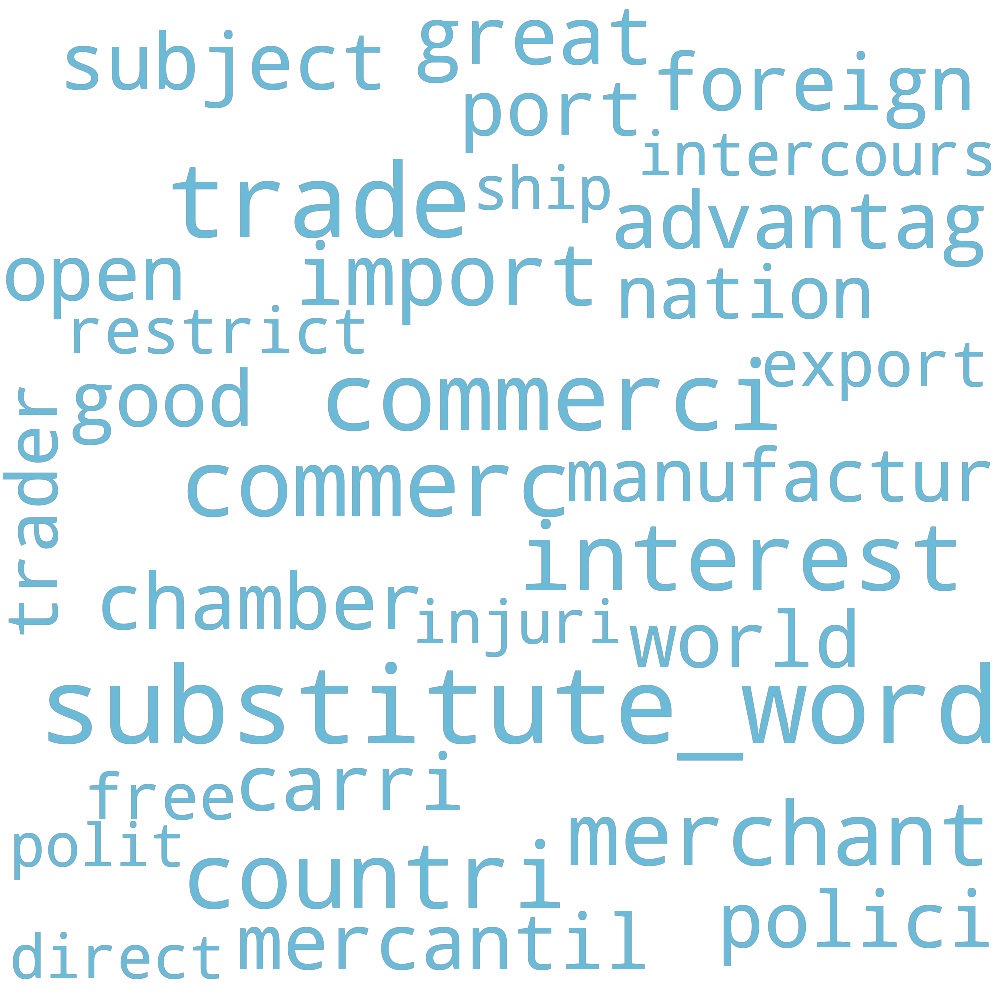 great
subject
foreign
port
intercours
trade
ship
advantag
open
import
nation
restrict
export
good
commerci
trader
commerc
manufactur
interest
chamber
injuri
world
substitute_word
free
carri
polit
merchant
countri
polici
direct
mercantil